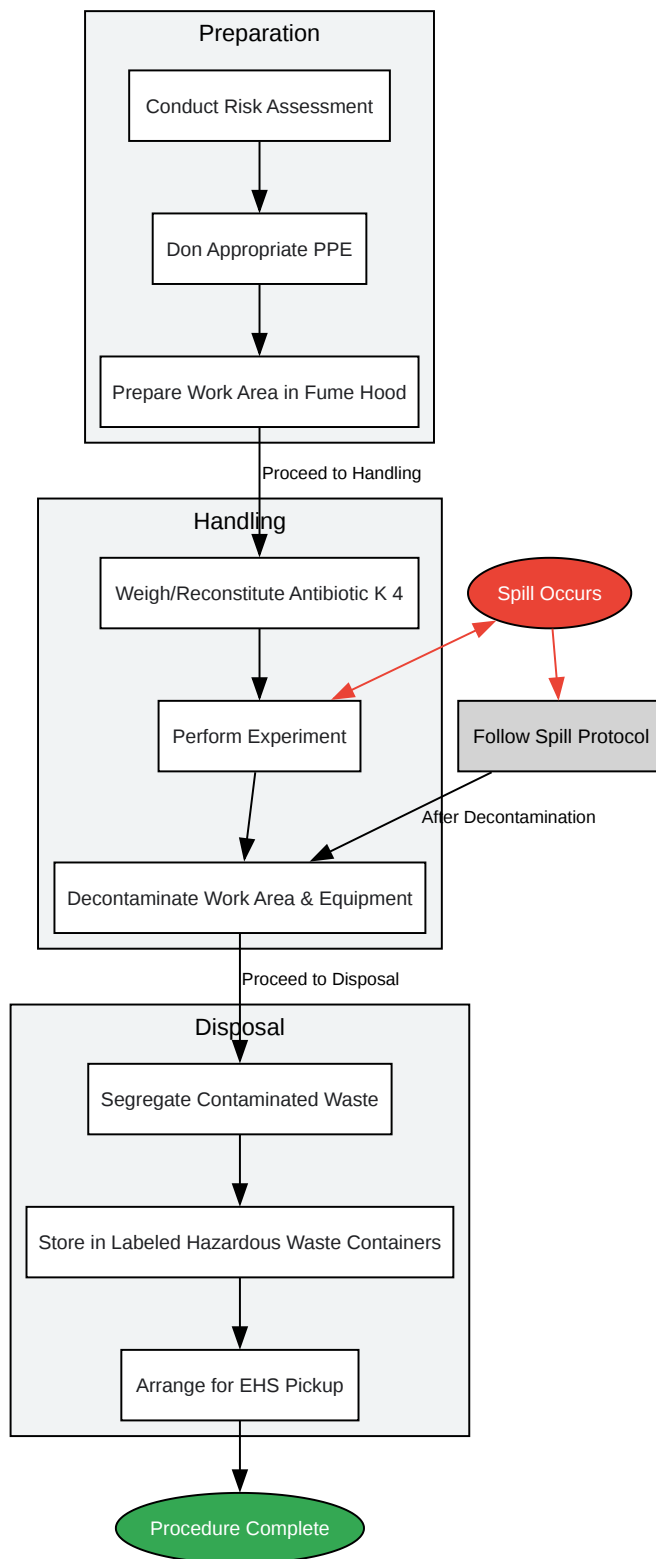 Preparation
Conduct Risk Assessment
Don Appropriate PPE
Prepare Work Area in Fume Hood
Proceed to Handling
Handling
Weigh/Reconstitute Antibiotic K 4
Spill Occurs
Perform Experiment
Follow Spill Protocol
After Decontamination
Decontaminate Work Area & Equipment
Proceed to Disposal
Disposal
Segregate Contaminated Waste
Store in Labeled Hazardous Waste Containers
Arrange for EHS Pickup
Procedure Complete